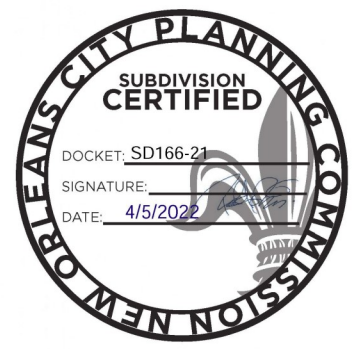 NEW ORLEANS CITY PLANNING COMMISSION
SUBDIVISION
CERTIFIED
DOCKET: SD166-21
SIGNATURE:
DATE: 4/5/2022